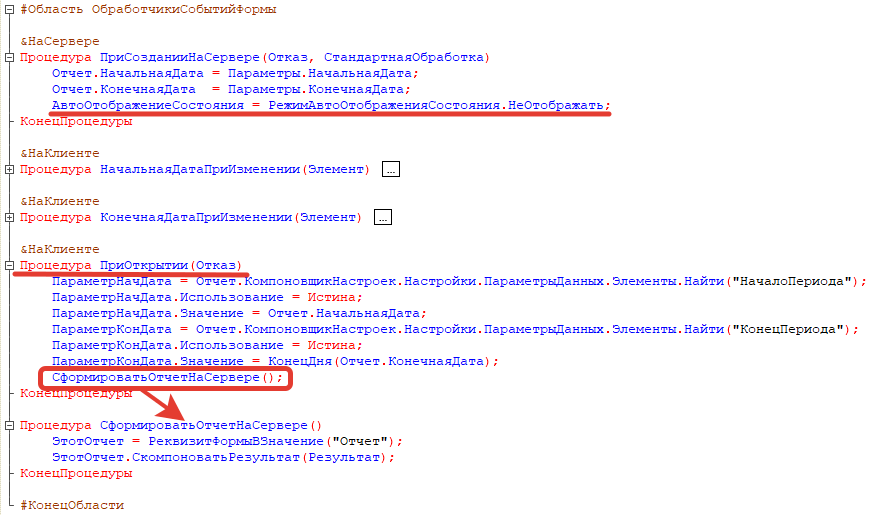 #Область ОбработчикиСобытийФормы
&НаСервере
Процедура ПриСозданииНаСервере(Отказ, СтандартнаяОбработка)
Отчет.НачальнаяДата = Параметры.НачальнаяДата;
Отчет.КонечнаяДата  = Параметры.КонечнаяДата;
АвтоОтображениеСостояния = РежимАвтоОтображенияСостояния.НеОтображать;
КонецПроцедуры
&НаКлиенте
Процедура НачальнаяДатаПриИзменении(Элемент) ...
&НаКлиенте
Процедура КонечнаяДатаПриИзменении(Элемент) ...
&НаКлиенте
Процедура ПриОткрытии(Отказ)
ПараметрНачДата = Отчет.КомпоновщикНастроек.Настройки.ПараметрыДанных.Элементы.Найти("НачалоПериода");
ПараметрНачДата.Использование = Истина;
ПараметрНачДата.Значение = Отчет.НачальнаяДата;
ПараметрКонДата = Отчет.КомпоновщикНастроек.Настройки.ПараметрыДанных.Элементы.Найти("КонецПериода");
ПараметрКонДата.Использование = Истина;
ПараметрКонДата.Значение = КонецДня(Отчет.КонечнаяДата);
СформироватьОтчетНаСервере();
КонецПроцедуры
Процедура СформироватьОтчетНаСервере()
ЭтотОтчет = РеквизитФормыВЗначение("Отчет");
ЭтотОтчет.СкомпоноватьРезультат(Результат);
КонецПроцедуры
#КонецОбласти